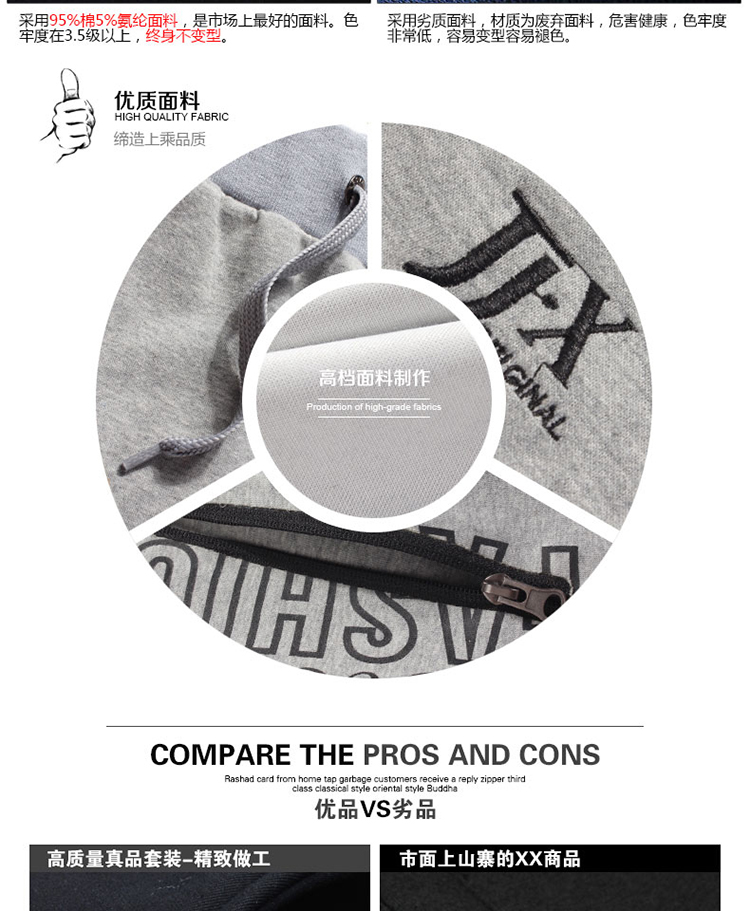 采用95%棉5%氨纶面料，是市场上最好的面料。色
牢度在3.5级以上，终身不变型。
采用劣质面料，材质为废弃面料，危害健康，色牢度
非常低，容易变型容易褪色。
优质面料
HIGH QUALITY FABRIC
缔造上乘品质
JF·X
ORIGINAL
高档面料制作
Production of high-grade fabrics
FASHION
COMPARE THE PROS AND CONS
Rashad card from home tap garbage customers receive a reply zipper third
class classical style oriental style Buddha
优品VS劣品
高质量真品套装-精致做工
市面上山寨的XX商品